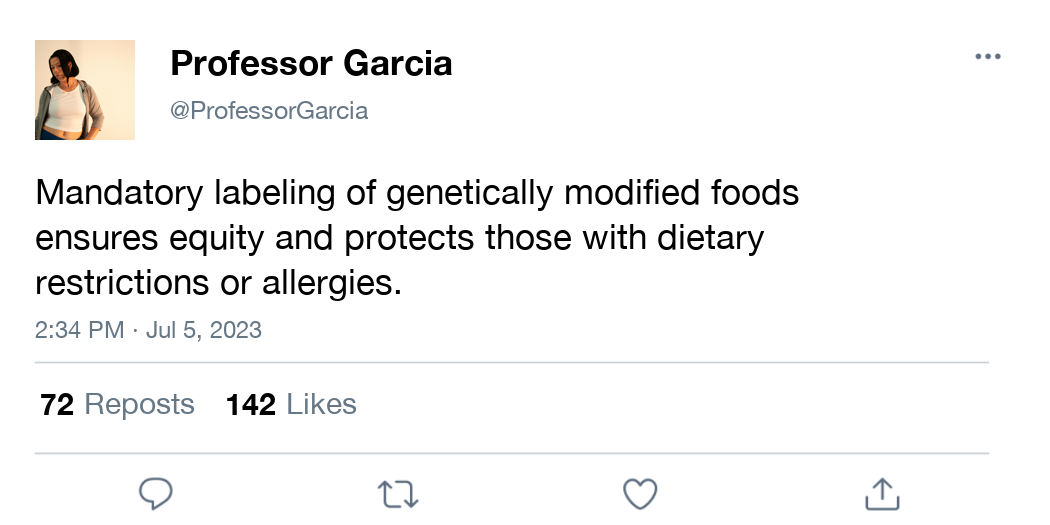 Professor Garcia
@ProfessorGarcia
Mandatory labeling of genetically modified foods
ensures equity and protects those with dietary
restrictions or allergies.
2:34 PM · Jul 5, 2023
72 Reposts 142 Likes